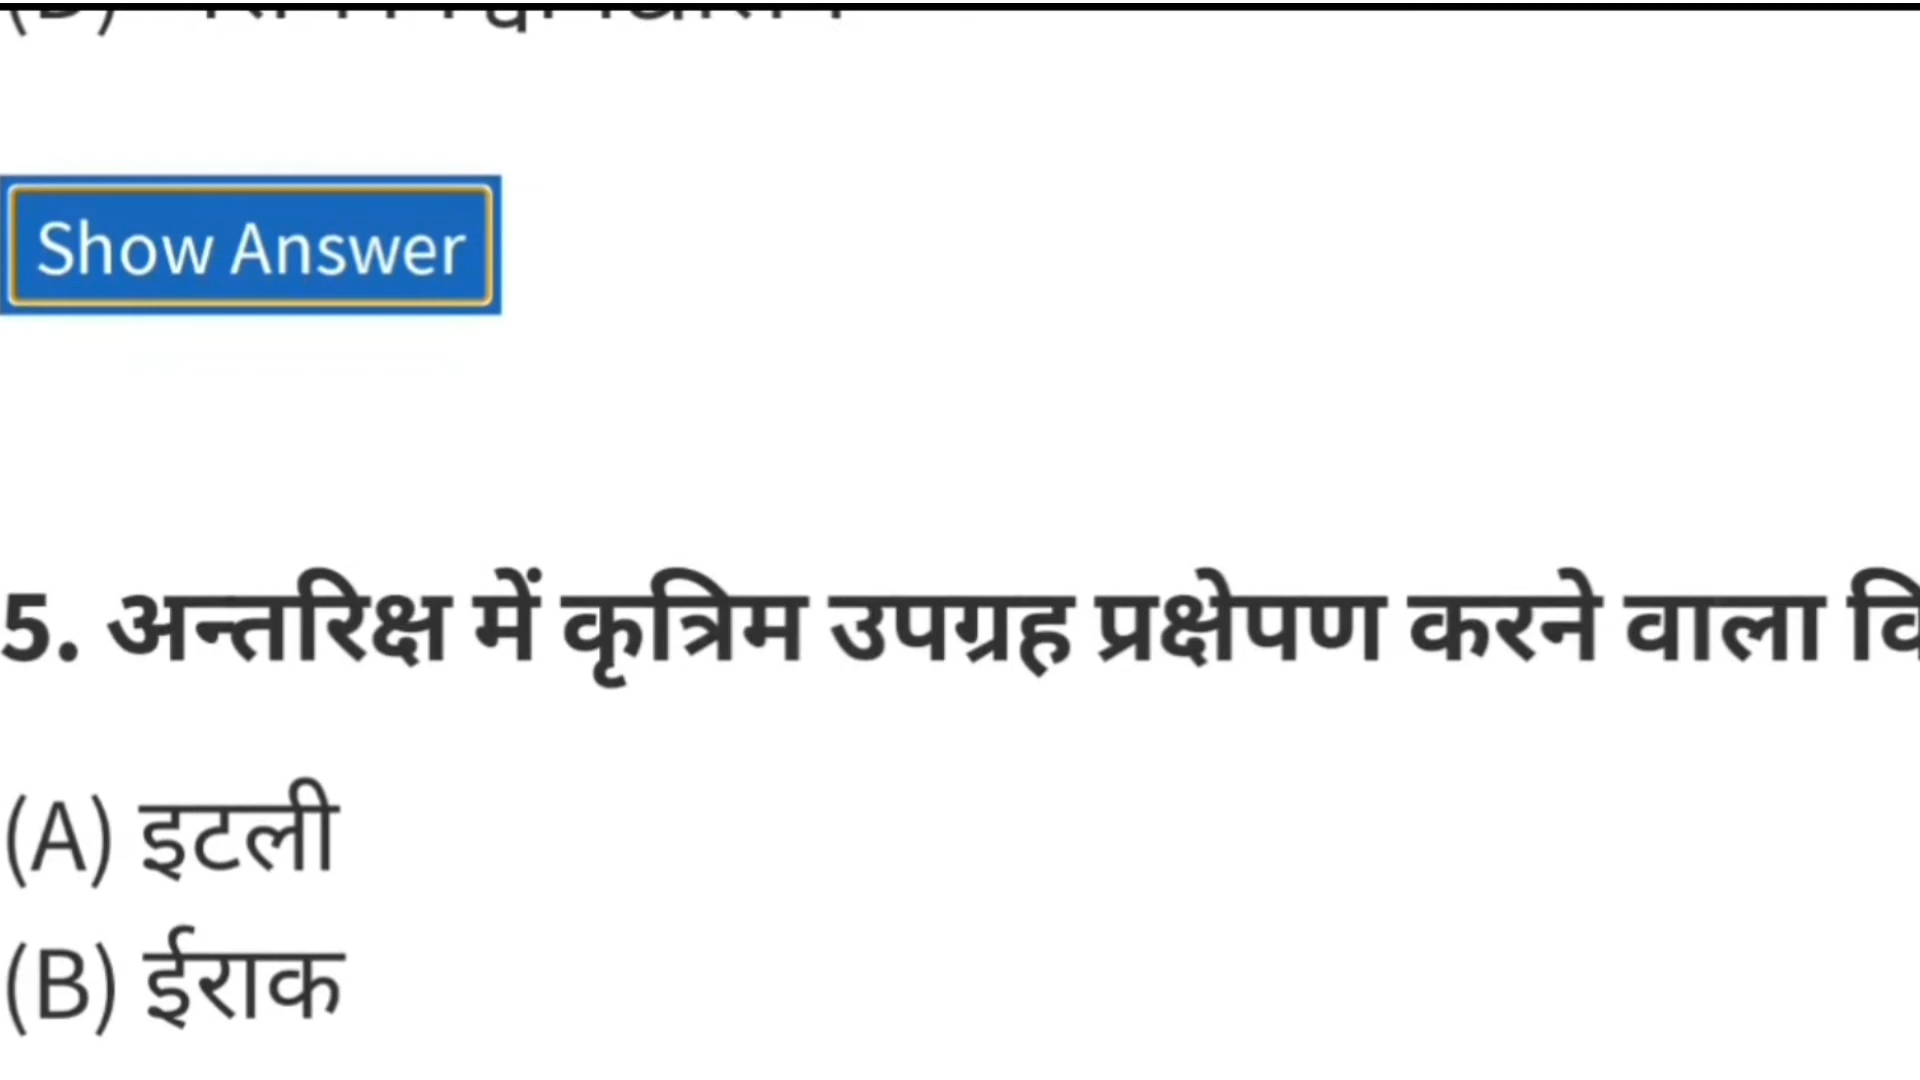 Show Answer
5. अन्तरिक्ष में कृत्रिम उपग्रह प्रक्षेपण करने वाला
(A) इटली
(B) ईराक